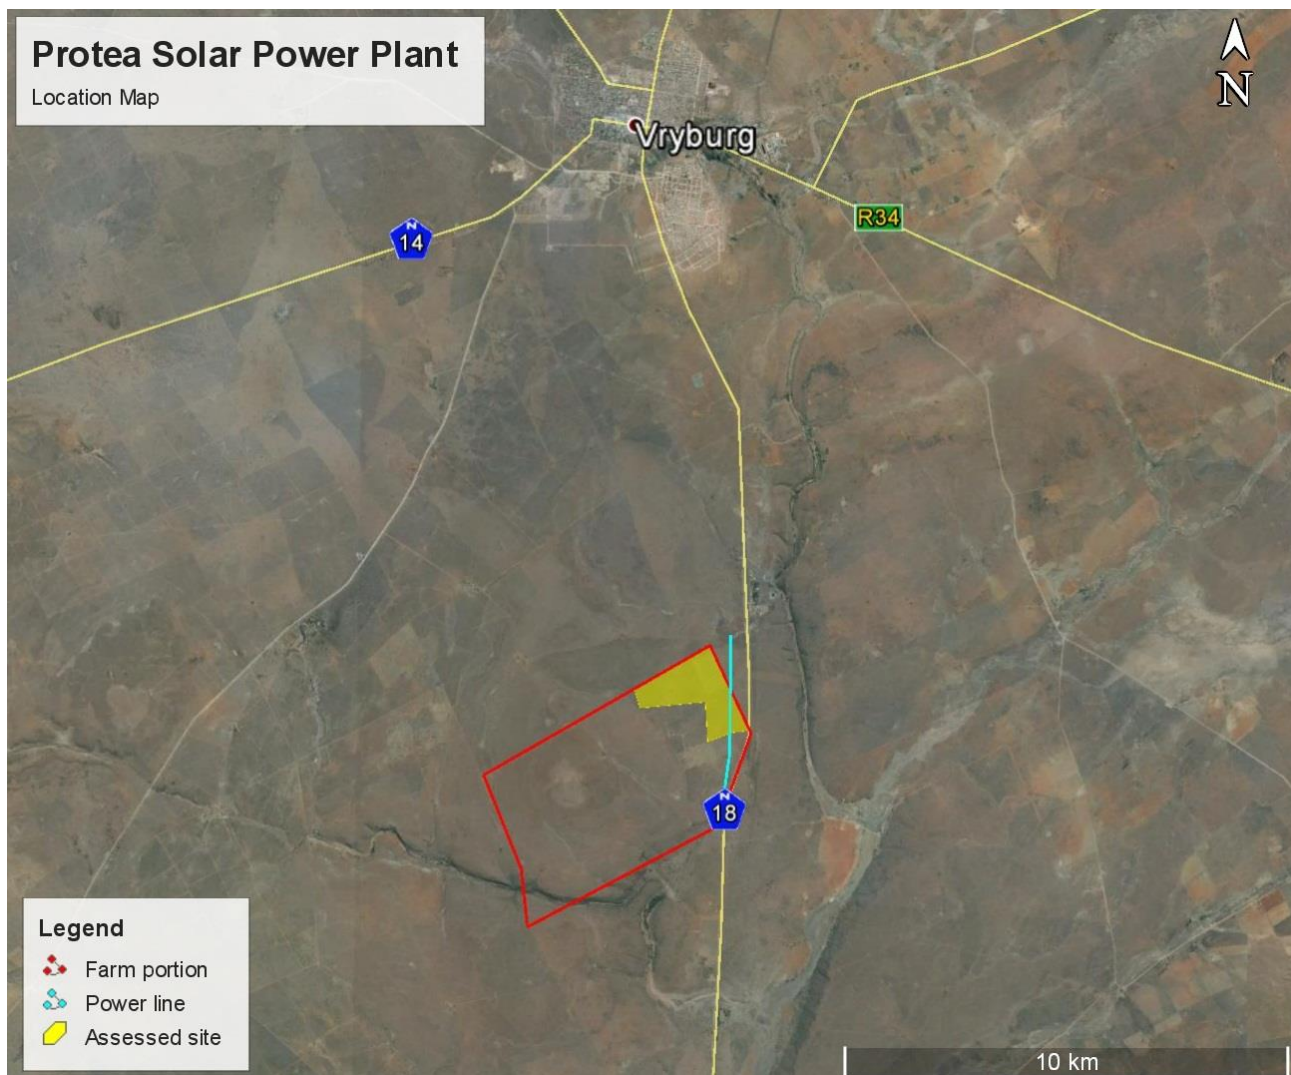 Protea Solar Power Plant
Location Map
N
Vryburg
R34
N
14
N
18
Legend
Farm portion
Power line
Assessed site
10 km